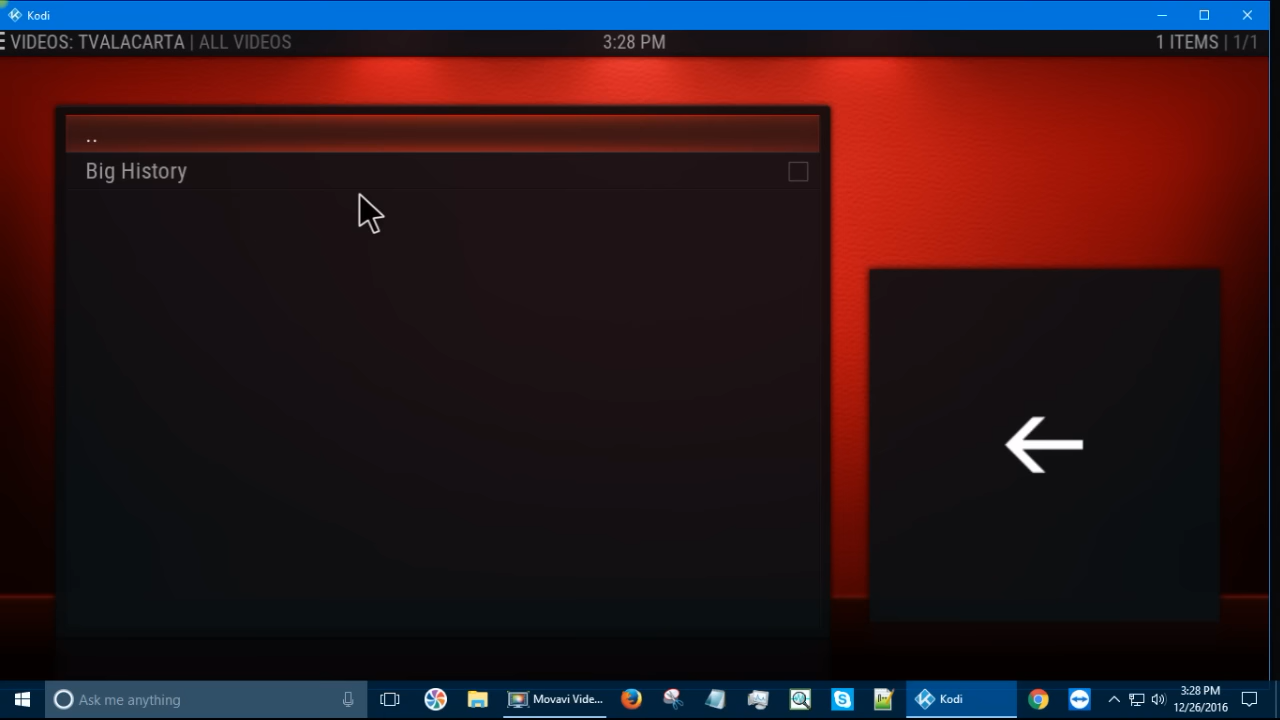 Kodi
VIDEOS: TVALACARTA | ALL VIDEOS
3:28 PM
1 ITEMS | 1/1
..
Big History
Ask me anything
Movavi Vide...
Kodi
3:28 PM
12/26/2016